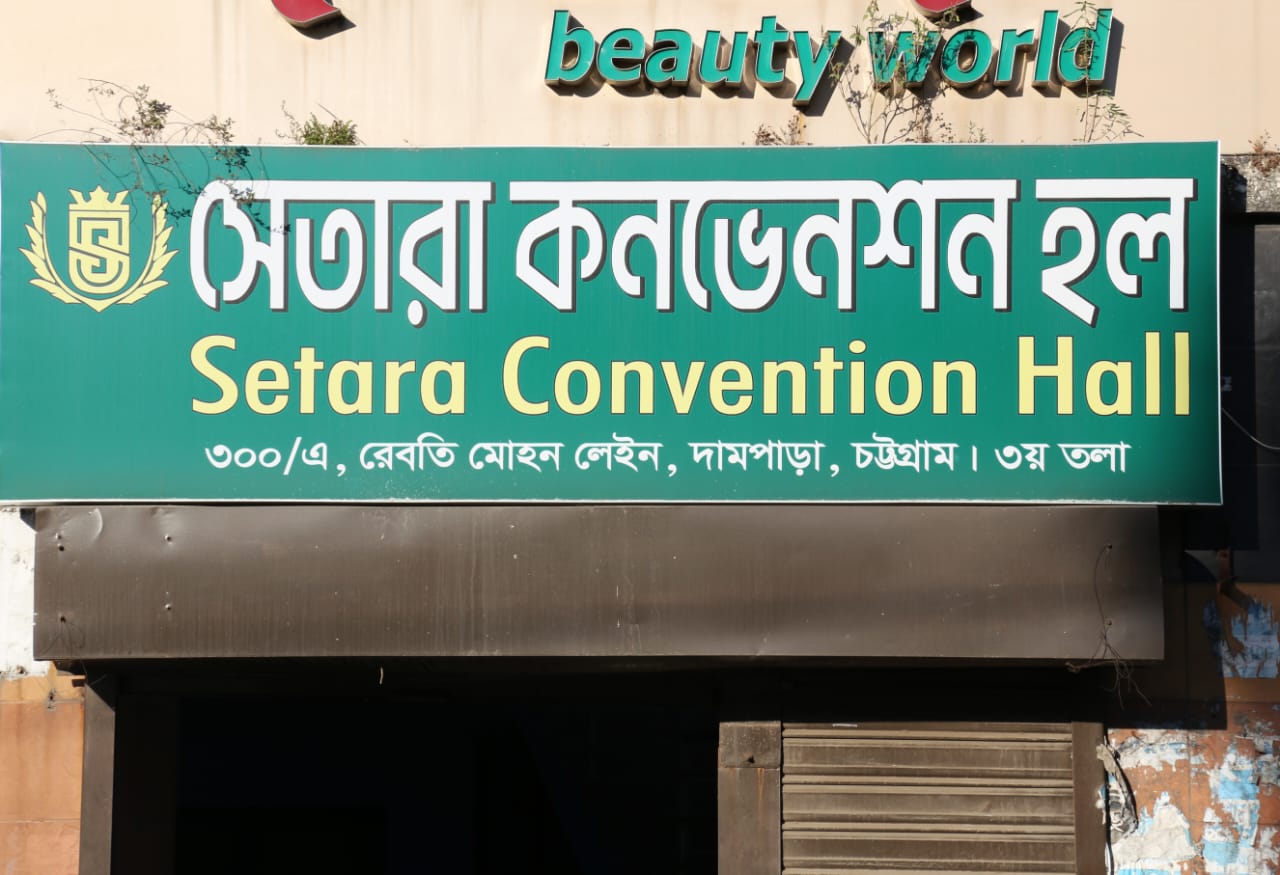 beauty world
সেতারা কনভেনশন হল
Setara Convention Hall
৩০০/এ, রেবতি মোহন লেইন, দামপাড়া, চট্টগ্রাম। ৩য় তলা